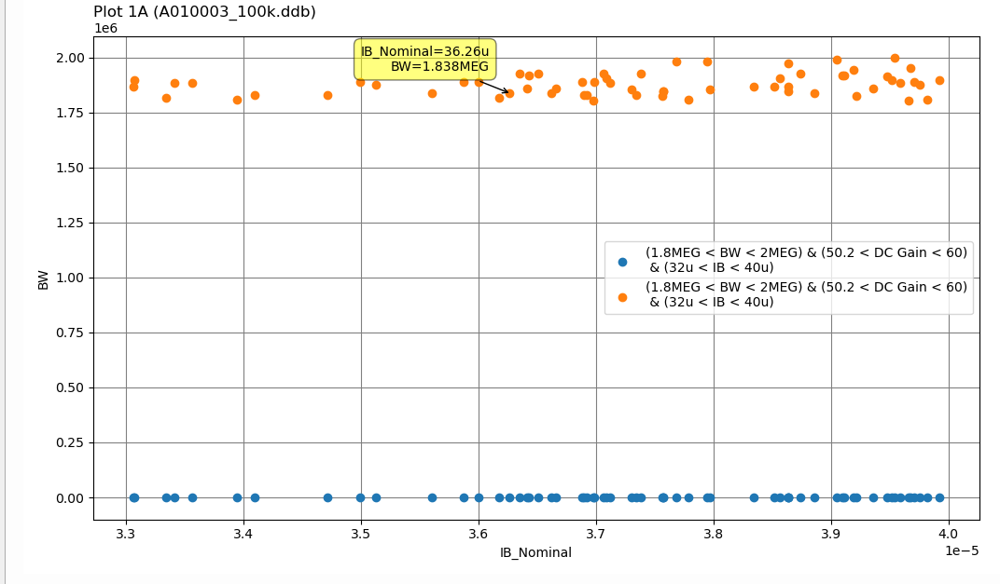 Plot 1A (A010003_100k.ddb)
1e6
IB_Nominal=36.26u
BW=1.838MEG
2.00
1.75
1.50
1.25
1.00
0.75
0.50
0.25
0.00
BW
(1.8MEG < BW < 2MEG) & (50.2 < DC Gain < 60)
& (32u < IB < 40u)
(1.8MEG < BW < 2MEG) & (50.2 < DC Gain < 60)
& (32u < IB < 40u)
3.3 3.4 3.5 3.6 3.7 3.8 3.9 4.0
1e−5
IB_Nominal